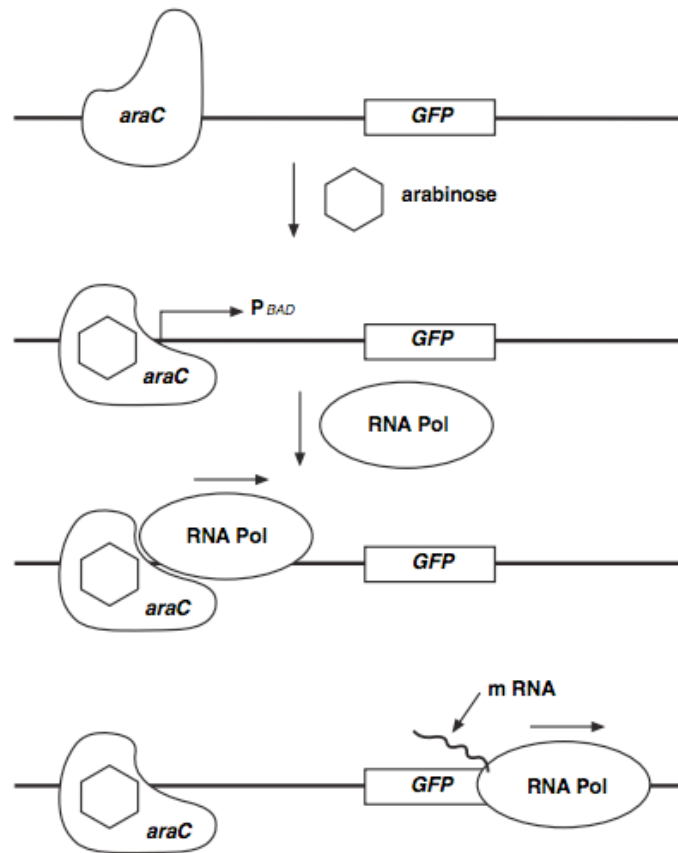 araC GFP
arabinose
P BAD
GFP
araC
RNA Pol
RNA Pol
GFP
araC
m RNA
GFP RNA Pol
araC